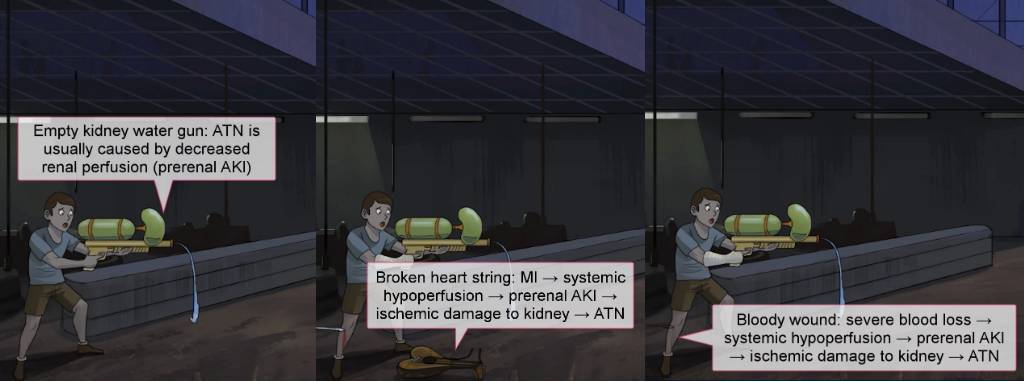 Empty kidney water gun: ATN is
usually caused by decreased
renal perfusion (prerenal AKI)
Broken heart string: MI → systemic
hypoperfusion → prerenal AKI →
ischemic damage to kidney → ATN
Bloody wound: severe blood loss →
systemic hypoperfusion → prerenal AKI
→ ischemic damage to kidney → ATN